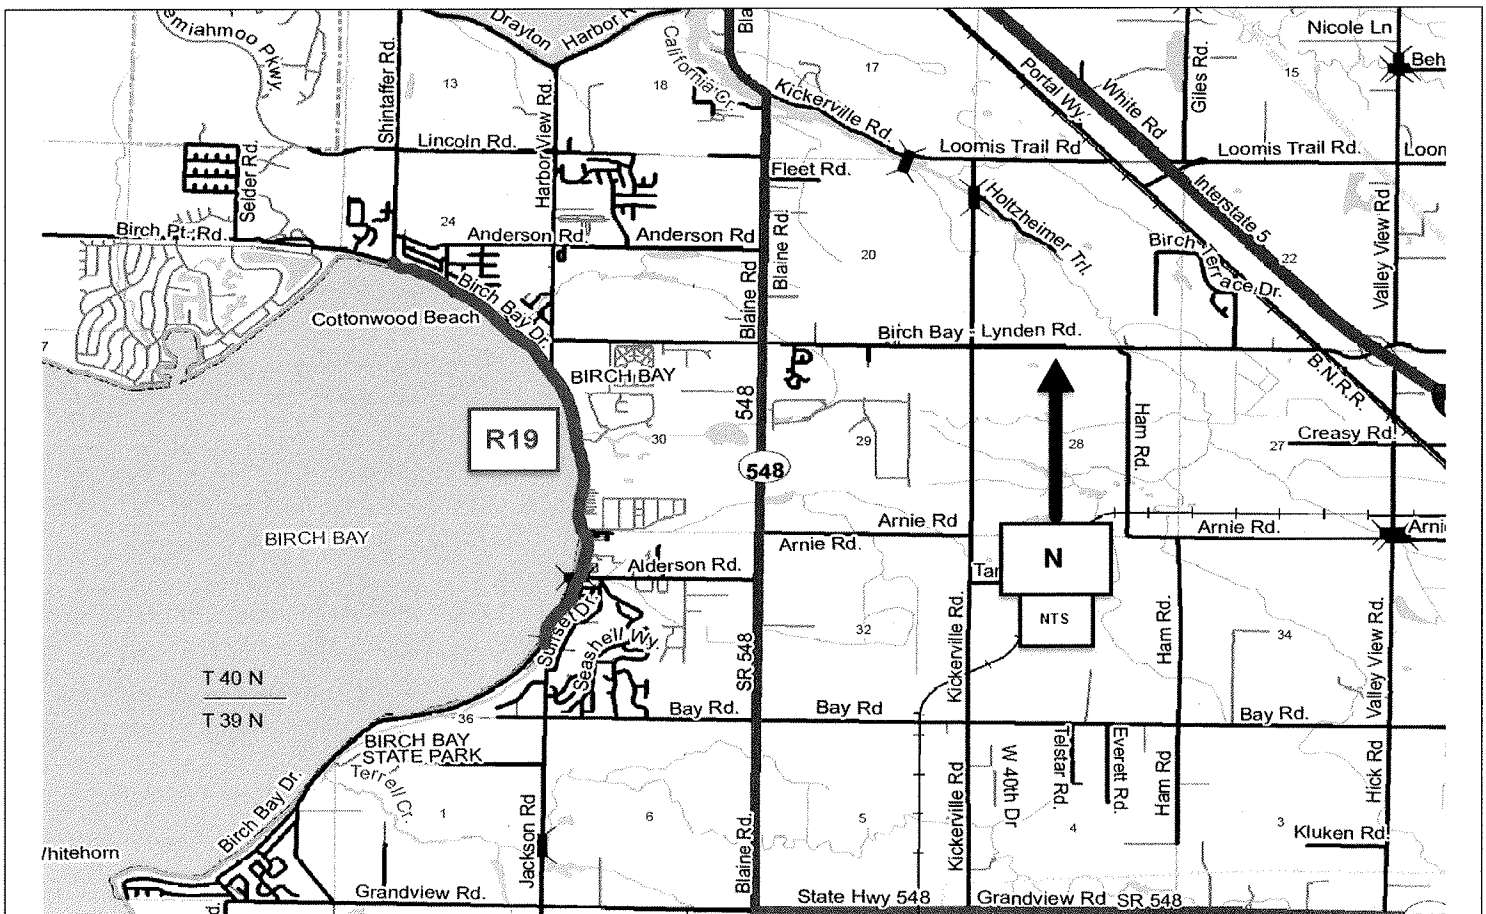 Drayton
Harbor R
Bla
Nicole Ln
emiahmoo Pkwy.
Shintaffer Rd.
13
Harbor View Rd.
18
California Cr.
17
Portal Wy.
White Rd
Giles Rd.
15
Beh
Kickerville Rd.
Lincoln Rd.
Loomis Trail Rd
Loomis Trail Rd.
Loom
Selder Rd.
Fleet Rd.
Holtzheimer Trl.
Interstate 5
Valley View Rd
24
Birch Pt. Rd.
Anderson Rd.
Anderson Rd
Blaine Rd.
20
Birch Terrace Dr.
22
Birch Bay Dr.
Cottonwood Beach
Blaine Rd
Birch Bay - Lynden Rd.
7
BIRCH BAY
548
B.N.R.R.
R19
30
29
28
Ham Rd.
27
Creasy Rd.
548
BIRCH BAY
Arnie Rd
Arnie Rd.
Arnie Rd.
Arni
N
Alderson Rd.
Tar
NTS
Sunset Dr.
Seashell Wy.
32
Kickerville Rd.
Ham Rd.
34
Valley View Rd.
SR 548
T 40 N
T 39 N
36
Bay Rd.
Bay Rd
Bay Rd.
BIRCH BAY
STATE PARK
Terrell Cr.
Birch Bay Dr.
1
Jackson Rd
6
Blaine Rd.
5
Kickerville Rd
W 40th Dr
Telstar Rd.
Everett Rd.
4
Ham Rd
3
Hick Rd
Kluken Rd.
/hitehorn
Grandview Rd.
State Hwy 548
Grandview Rd
SR 548